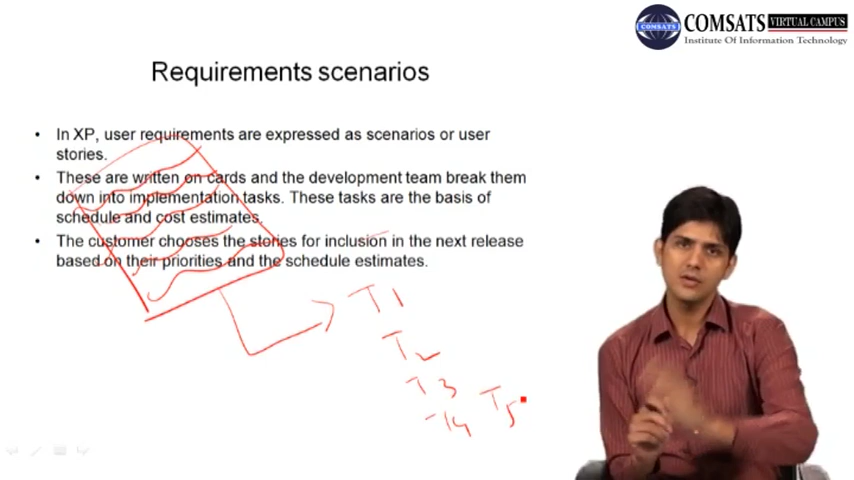 COMSATS VIRTUAL CAMPUS
COMSATS
Institute Of Information Technology
Requirements scenarios
• In XP, user requirements are expressed as scenarios or user
stories.
• These are written on cards and the development team break them
down into implementation tasks. These tasks are the basis of
schedule and cost estimates.
• The customer chooses the stories for inclusion in the next release
based on their priorities and the schedule estimates.
T1
T2
T3
T4 T5